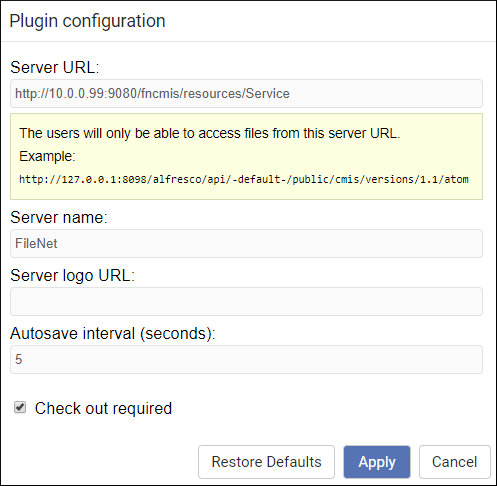 Plugin configuration
Server URL:
http://10.0.0.99:9080/fncmis/resources/Service
The users will only be able to access files from this server URL.
Example:
http://127.0.0.1:8098/alfresco/api/-default-/public/cmis/versions/1.1/atom
Server name:
FileNet
Server logo URL:
Autosave interval (seconds):
5
Check out required
Restore Defaults Apply Cancel